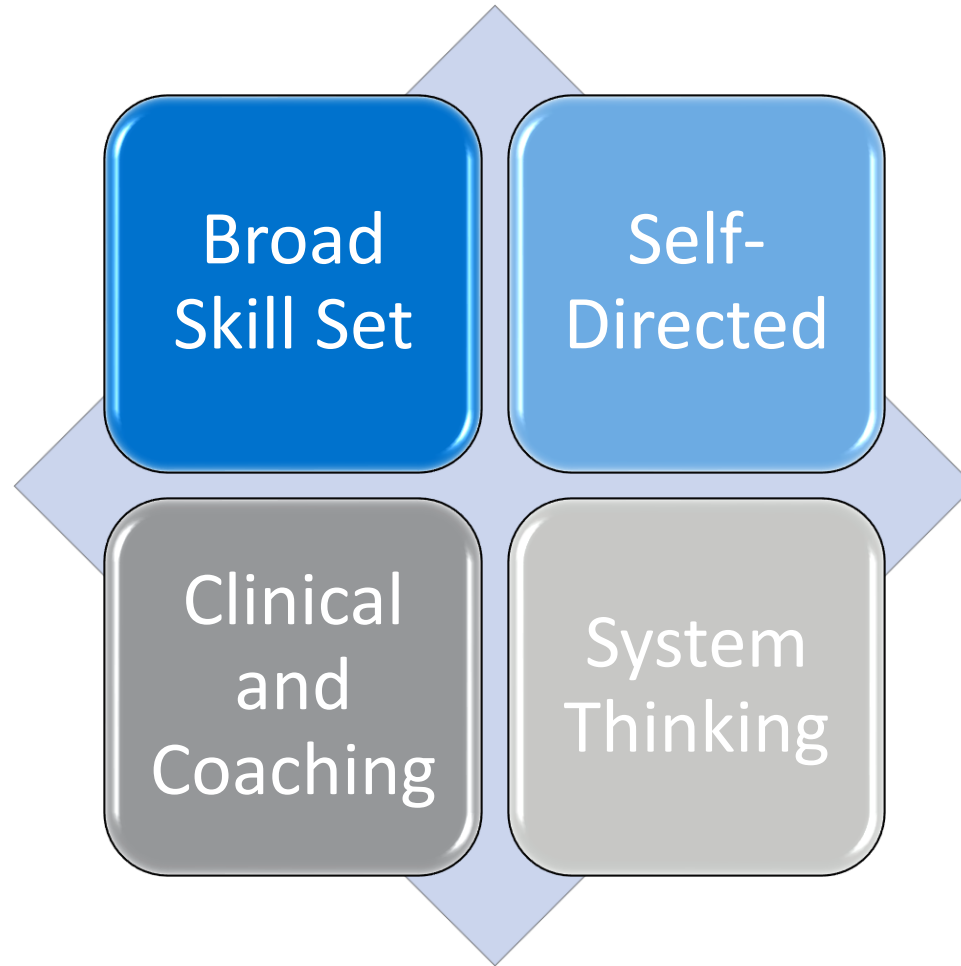 Broad
Skill Set
Self-
Directed
Clinical
and
Coaching
System
Thinking